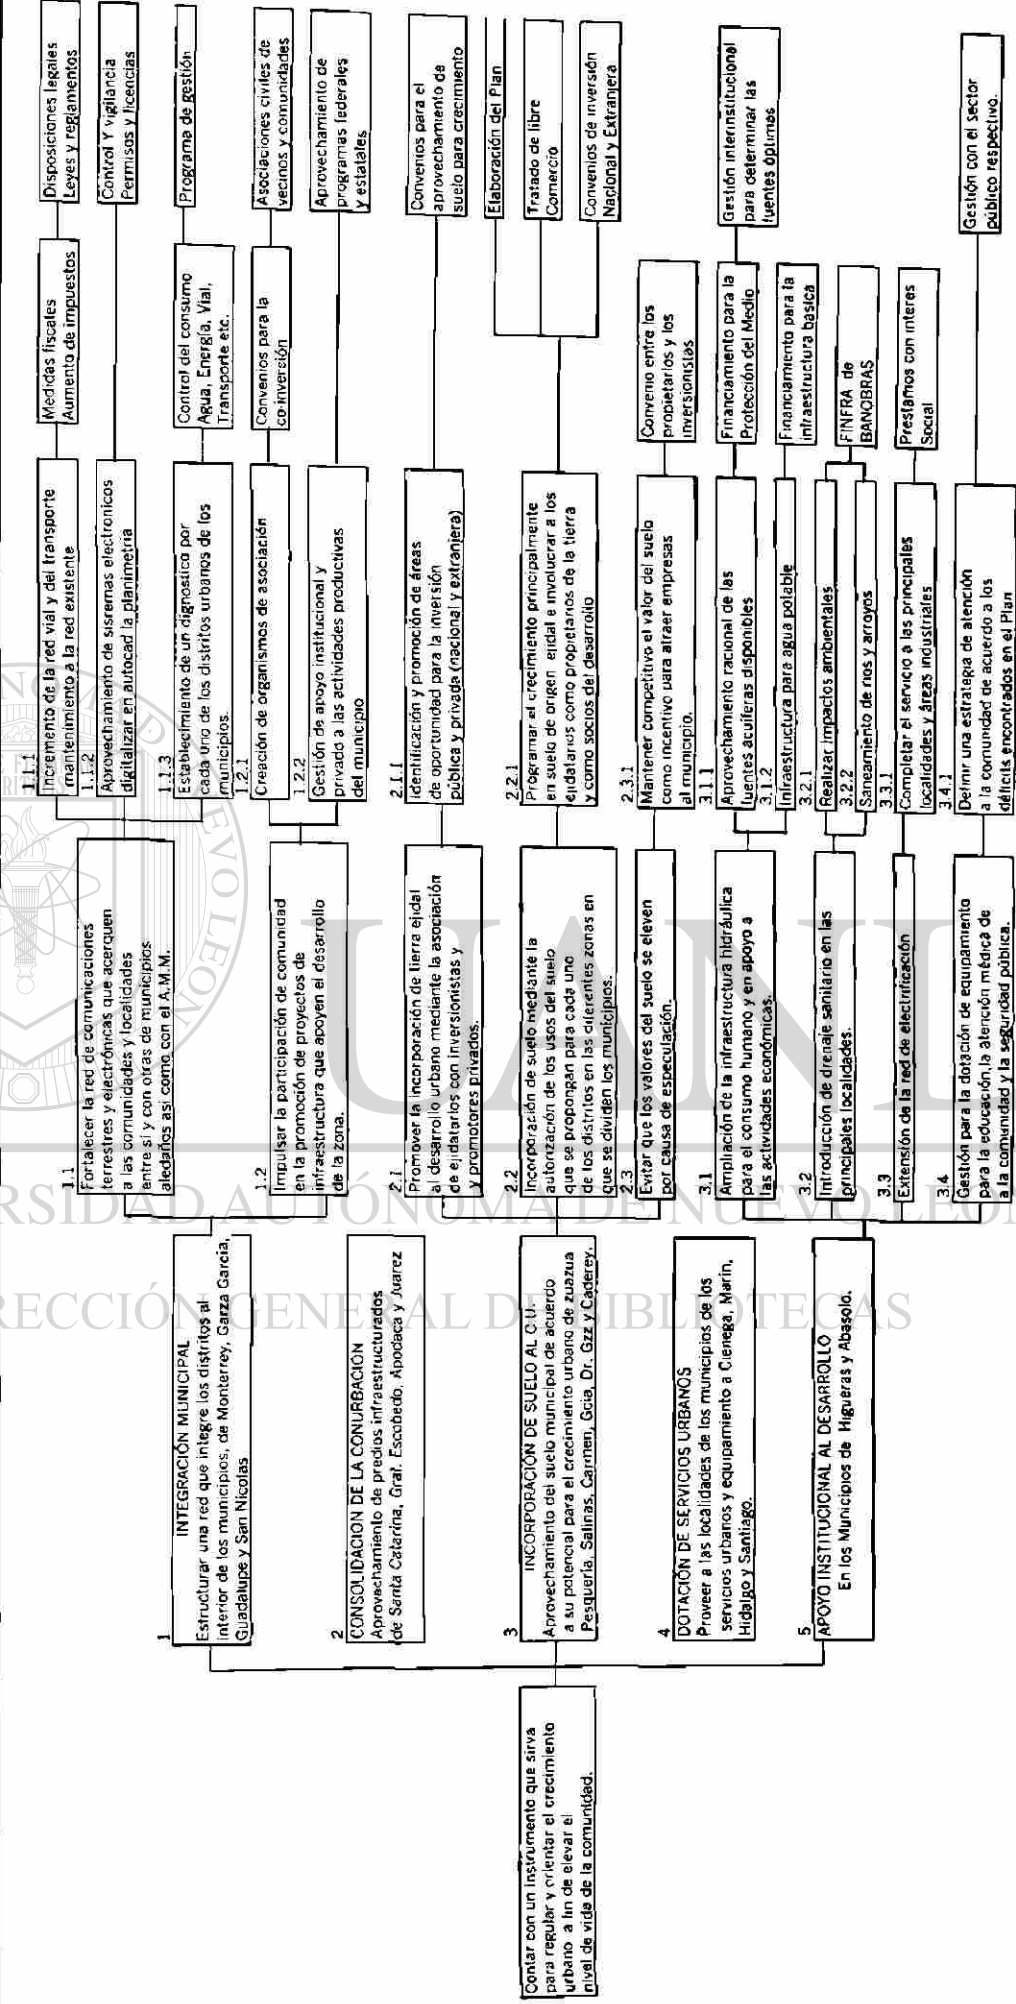 Contar con un instrumento que sirva
para regular y orientar el crecimiento
urbano a fin de elevar el
nivel de vida de la comunidad.
1
INTEGRACIÓN MUNICIPAL
Estructurar una red que integre los distritos al
interior de los municipios, de Monterrey, Garza García,
Guadalupe y San Nicolas
2
CONSOLIDACION DE LA CONURBACIÓN
Aprovechamiento de predios infraestructurados
de Santa Catarina, Gral. Escobedo, Apodaca y Juarez
3
INCORPORACIÓN DE SUELO AL C.U.
Aprovechamiento del suelo municipal de acuerdo
a su potencial para el crecimiento urbano de zuazua
Pesquería, Salinas, Carmen, Gcia, Dr. Gzz y Caderey.
4
DOTACIÓN DE SERVICIOS URBANOS
Proveer a las localidades de los municipios de los
servicios urbanos y equipamiento a Cienega, Marin,
Hidalgo y Santiago.
5
APOYO INSTITUCIONAL AL DESARROLLO
En los Municipios de Higueras y Abasolo.
1.1
Fortalecer la red de comunicaciones
terrestres y electrónicas que acerquen
a las comunidades y localidades
entre sí y con otras de municipios
aledaños así como con el A.M.M.
1.2
Impulsar la participación de comunidad
en la promoción de proyectos de
infraestructura que apoyen el desarrollo
de la zona.
2.1
Promover la incorporación de tierra ejidal
al desarrollo urbano mediante la asociación
de ejidatarios con inversionistas y
y promotores privados.
2.2
Incorporación de suelo mediante la
autorización de los usos del suelo
que se propongan para cada uno
de los distritos en las diferentes zonas en
que se dividen los municipios.
2.3
Evitar que los valores del suelo se eleven
por causa de especulación.
3.1
Ampliación de la infraestructura hidráulica
para el consumo humano y en apoyo a
las actividades económicas.
3.2
Introducción de drenaje sanitario en las
principales localidades.
3.3
Extensión de la red de electrificación
3.4
Gestión para la dotación de equipamiento
para la educación, la atención médica de
a la comunidad y la seguridad pública.
1.1.1
Incremento de la red vial y del transporte
mantenimiento a la red existente
1.1.2
Aprovechamiento de sisremas electronicos
digitalizar en autocad la planimetría
1.1.3
Establecimiento de un dignostico por
cada uno de los distritos urbanos de los
municipios.
1.2.1
Creación de organismos de asociación
1.2.2
Gestión de apoyo institucional y
privado a las actividades productivas
del municipio
2.1.1
Identificación y promoción de áreas
de oportunidad para la inversión
pública y privada (nacional y extranjera)
2.2.1
Programar el crecimiento principalmente
en suelo de origen ejidal e involucrar a los
ejidatarios como propietarios de la tierra
y como socios del desarrollo
2.3.1
Mantener competitivo el valor del suelo
como incentivo para atraer empresas
al municipio.
3.1.1
Aprovechamiento racional de las
fuentes acuíferas disponibles
3.1.2
Infraestructura para agua potable
3.2.1
Realizar impactos ambientales
3.2.2
Saneamiento de rios y arroyos
3.3.1
Completar el servicio a las principales
localidades y áreas industriales
3.4.1
Definir una estrategia de atención
a la comunidad de acuerdo a los
déficits encontrados en el Plan
Medidas fiscales
Aumento de impuestos
Control del consumo
Agua, Energía, Vial,
Transporte etc.
Convenios para la
co-inversión
Convenio entre los
propietarios y los
inversionistas
Financiamiento para la
Protección del Medio
Financiamiento para la
infraestructura basica
FINFRA de
BANOBRAS
Prestamos con interes
Social
Disposiciones legales
Leyes y reglamentos
Control Y vigilancia
Permisos y licencias
Programa de gestión
Asociaciones civiles de
vecinos y comunidades
Aprovechamiento de
programas federales
y estatales
Convenios para el
aprovechamiento de
suelo para crecimiento
Elaboración del Plan
Tratado de libre
Comercio
Convenios de inversión
Nacional y Extranjera
Gestión interinstitucional
para determinar las
fuentes óptimas
Gestión con el sector
público respectivo.
UANL
RSIDAD AUTÓNOMA DE NUEVO LEÓN
RECCIÓN GENERAL DE BIBLIOTECAS